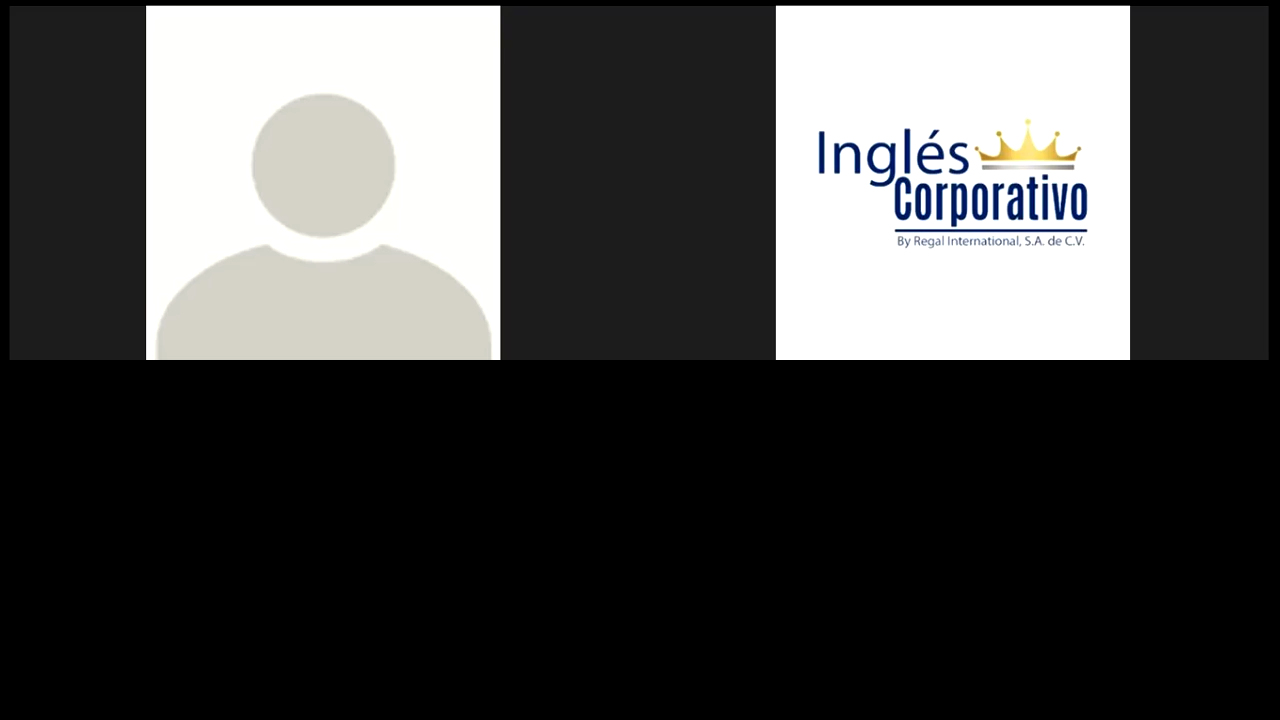 Inglés
Corporativo
By Regal International, S.A. de C.V.